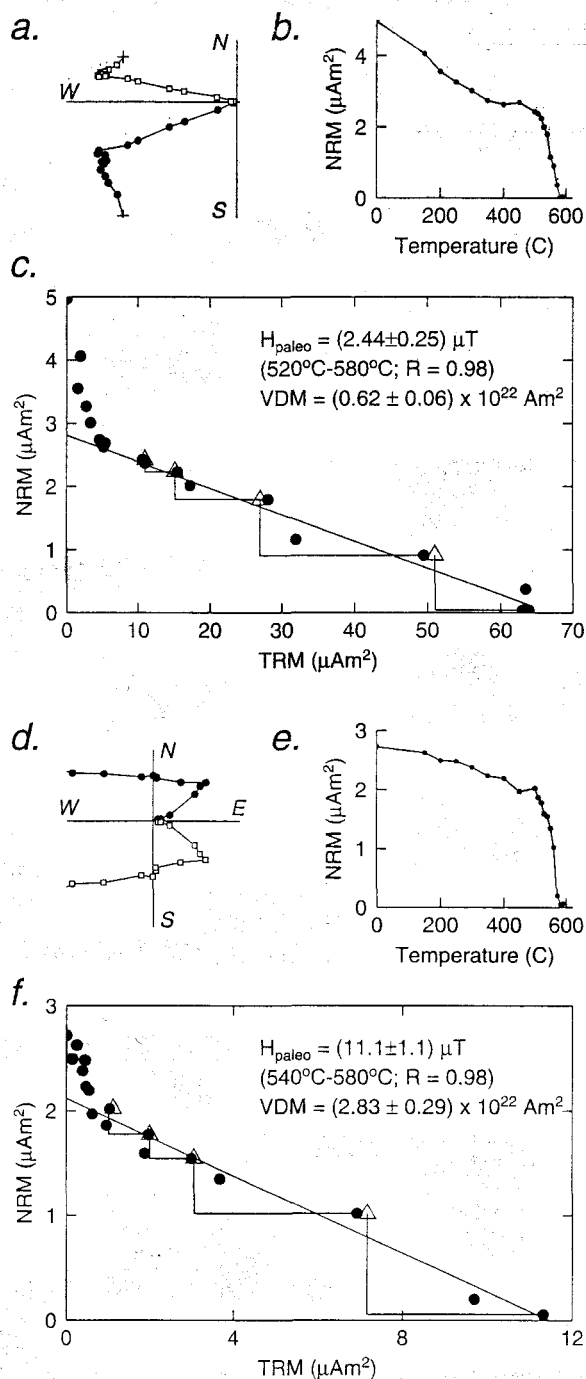 a.
N
W
S
b.
NRM (μAm²)
4
2
0
0 200 400 600
Temperature (C)
c.
NRM (μAm²)
5
4
3
2
1
0
0 10 20 30 40 50 60 70
TRM (μAm²)
H_paleo = (2.44±0.25) μT
(520°C-580°C; R = 0.98)
VDM = (0.62 ± 0.06) x 10²² Am²
d.
N
W E
S
e.
NRM (μAm²)
3
2
1
0
0 200 400 600
Temperature (C)
f.
NRM (μAm²)
3
2
1
0
0 4 8 12
TRM (μAm²)
H_paleo = (11.1±1.1) μT
(540°C-580°C; R = 0.98)
VDM = (2.83 ± 0.29) x 10²² Am²